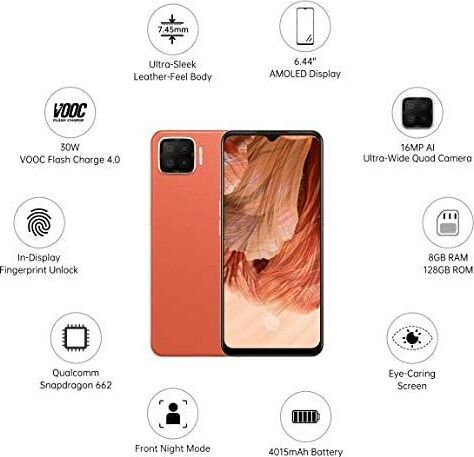 7.45mm
Ultra-Sleek
Leather-Feel Body
6.44"
AMOLED Display
VOOC
FLASH CHARGE
30W
VOOC Flash Charge 4.0
16MP AI
Ultra-Wide Quad Camera
In-Display
Fingerprint Unlock
8GB RAM
128GB ROM
Qualcomm
Snapdragon 662
Eye-Caring
Screen
Front Night Mode
4015mAh Battery